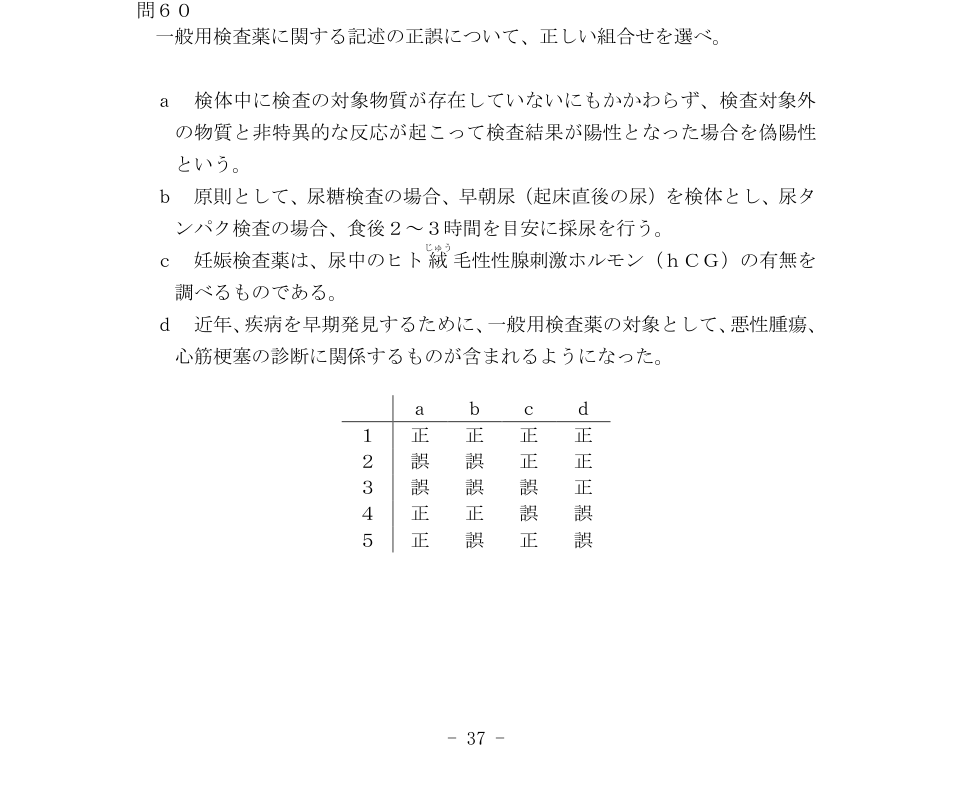 問６０
一般用検査薬に関する記述の正誤について、正しい組合せを選べ。
ａ　検体中に検査の対象物質が存在していないにもかかわらず、検査対象外
の物質と非特異的な反応が起こって検査結果が陽性となった場合を偽陽性
という。
ｂ　原則として、尿糖検査の場合、早朝尿（起床直後の尿）を検体とし、尿タ
ンパク検査の場合、食後２～３時間を目安に採尿を行う。
じゅう
ｃ　妊娠検査薬は、尿中のヒト絨毛性性腺刺激ホルモン（ｈＣＧ）の有無を
調べるものである。
ｄ　近年、疾病を早期発見するために、一般用検査薬の対象として、悪性腫瘍、
心筋梗塞の診断に関係するものが含まれるようになった。
ａ　ｂ　ｃ　ｄ
１　正　正　正　正
２　誤　誤　正　正
３　誤　誤　誤　正
４　正　正　誤　誤
５　正　誤　正　誤
- 37 -